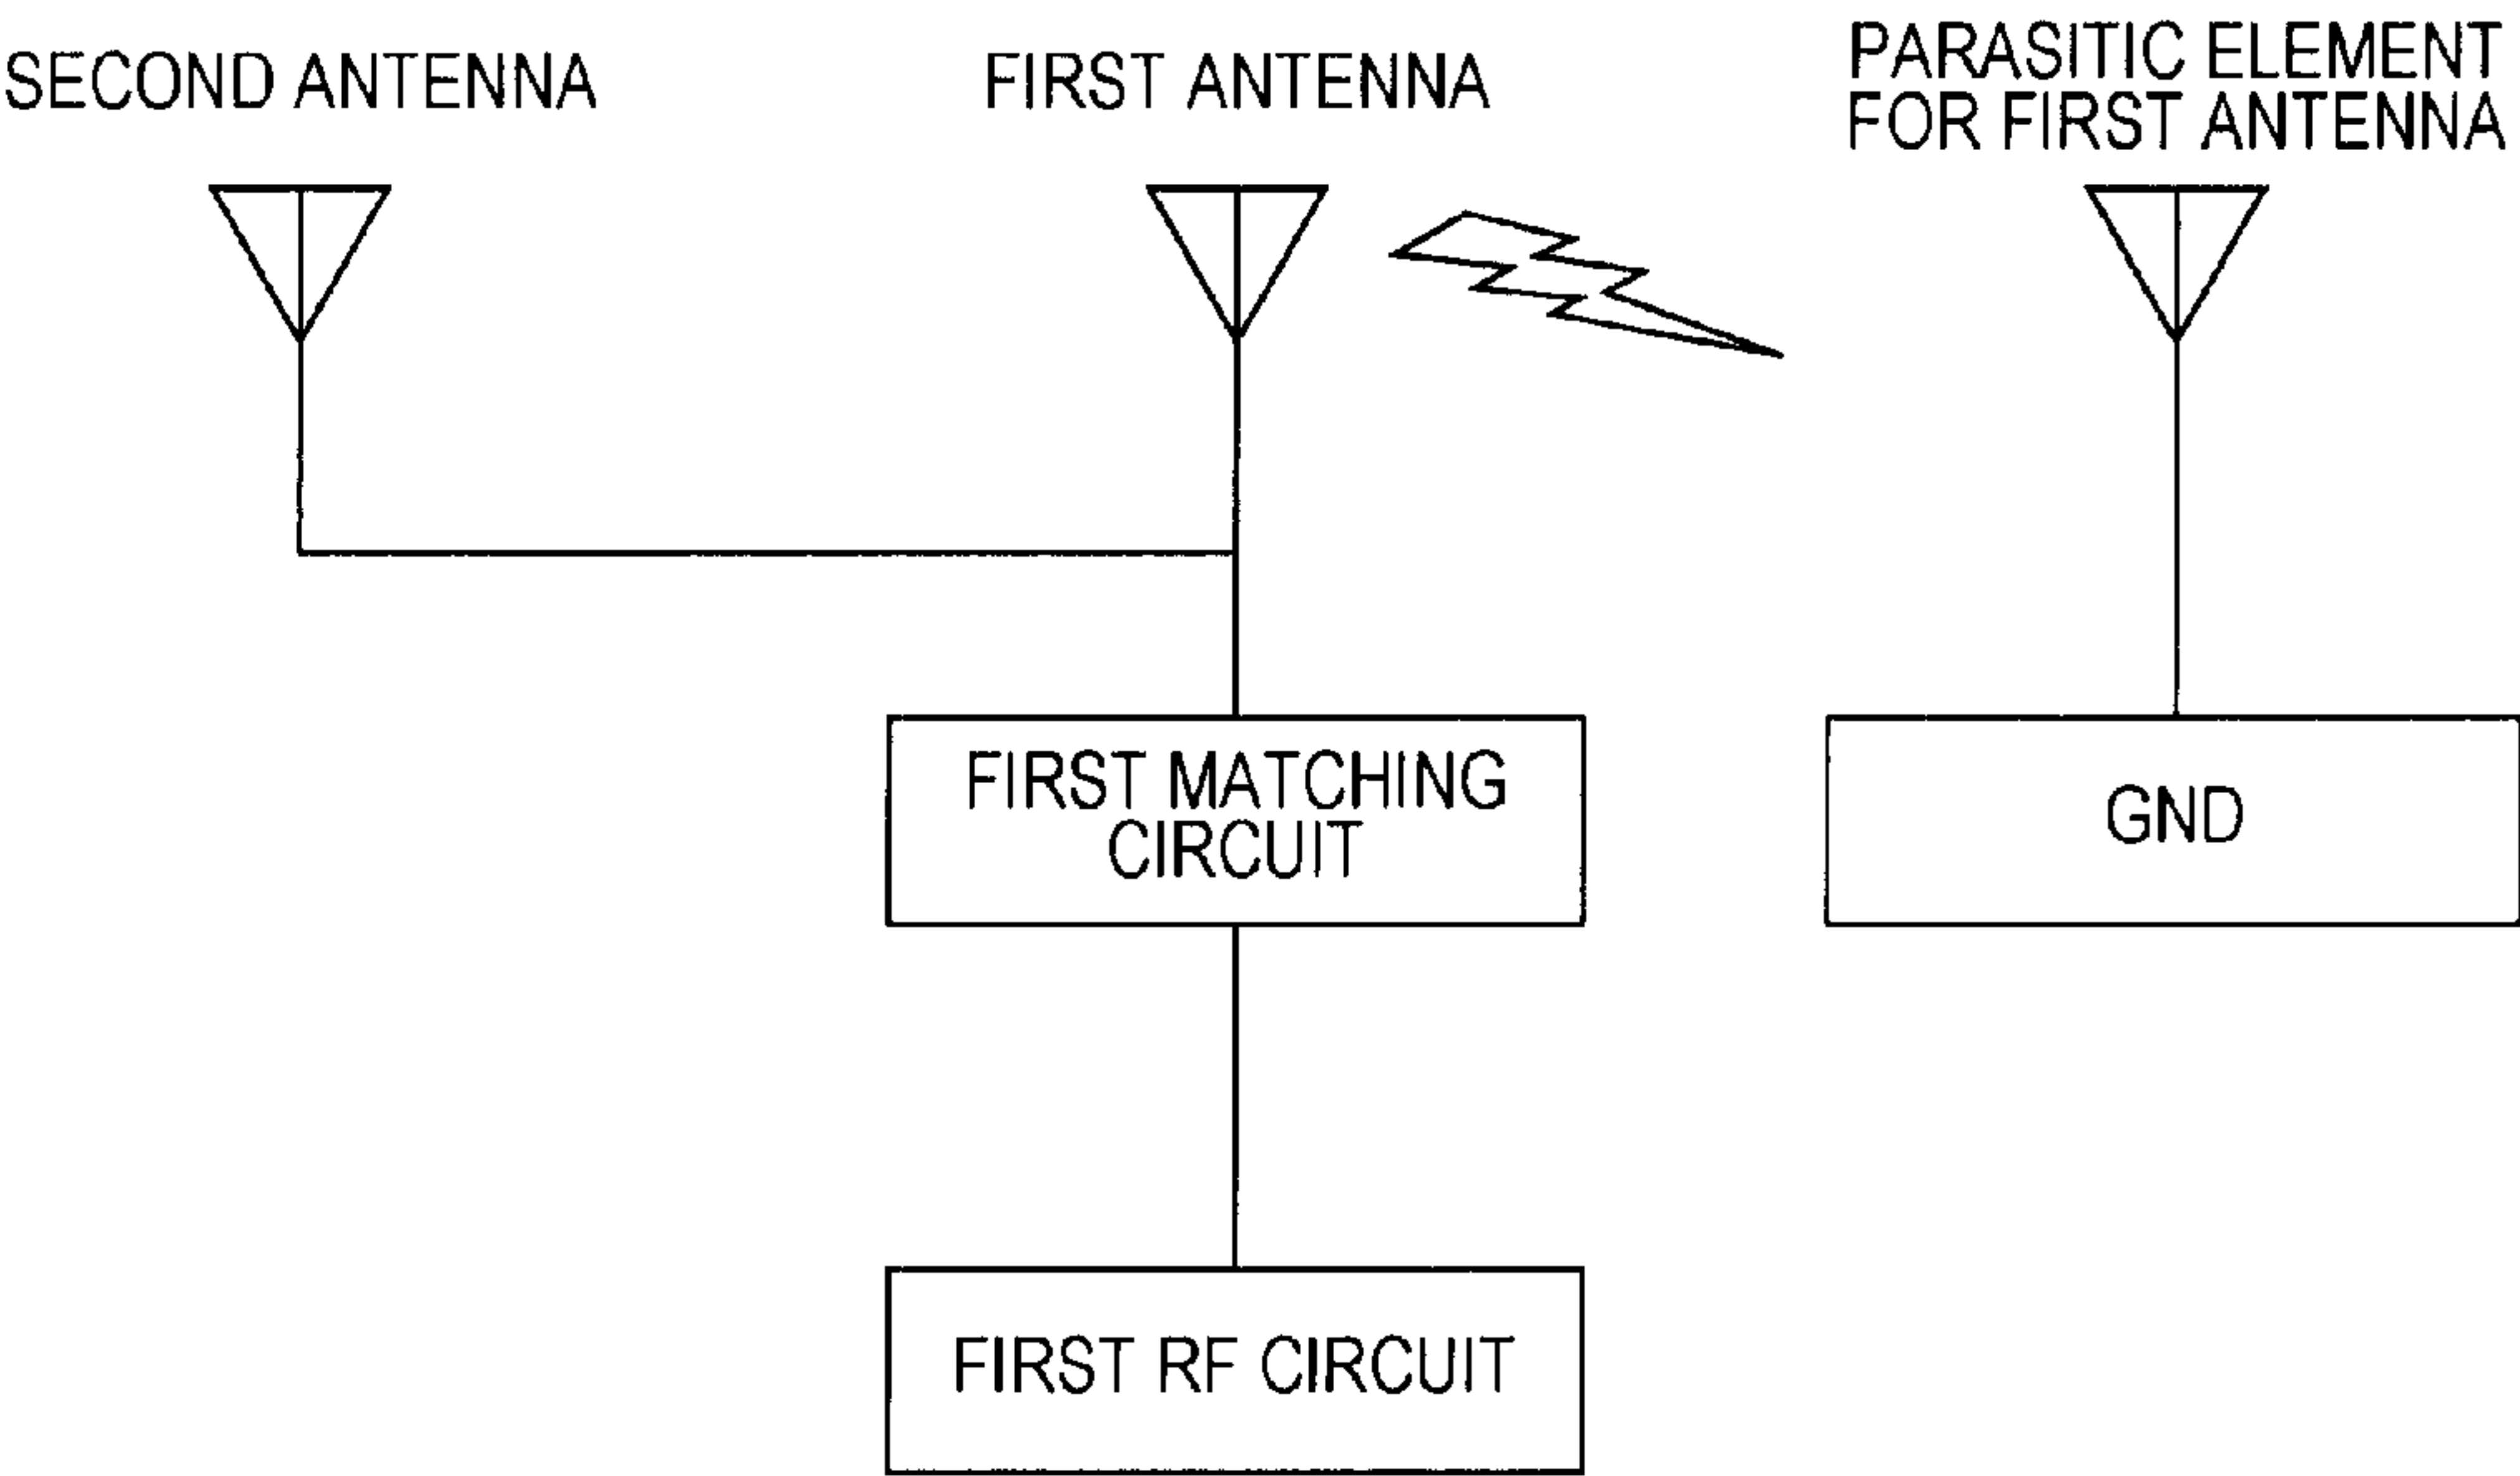 SECOND ANTENNA
FIRST ANTENNA
PARASITIC ELEMENT
FOR FIRST ANTENNA
FIRST MATCHING
CIRCUIT
GND
FIRST RF CIRCUIT